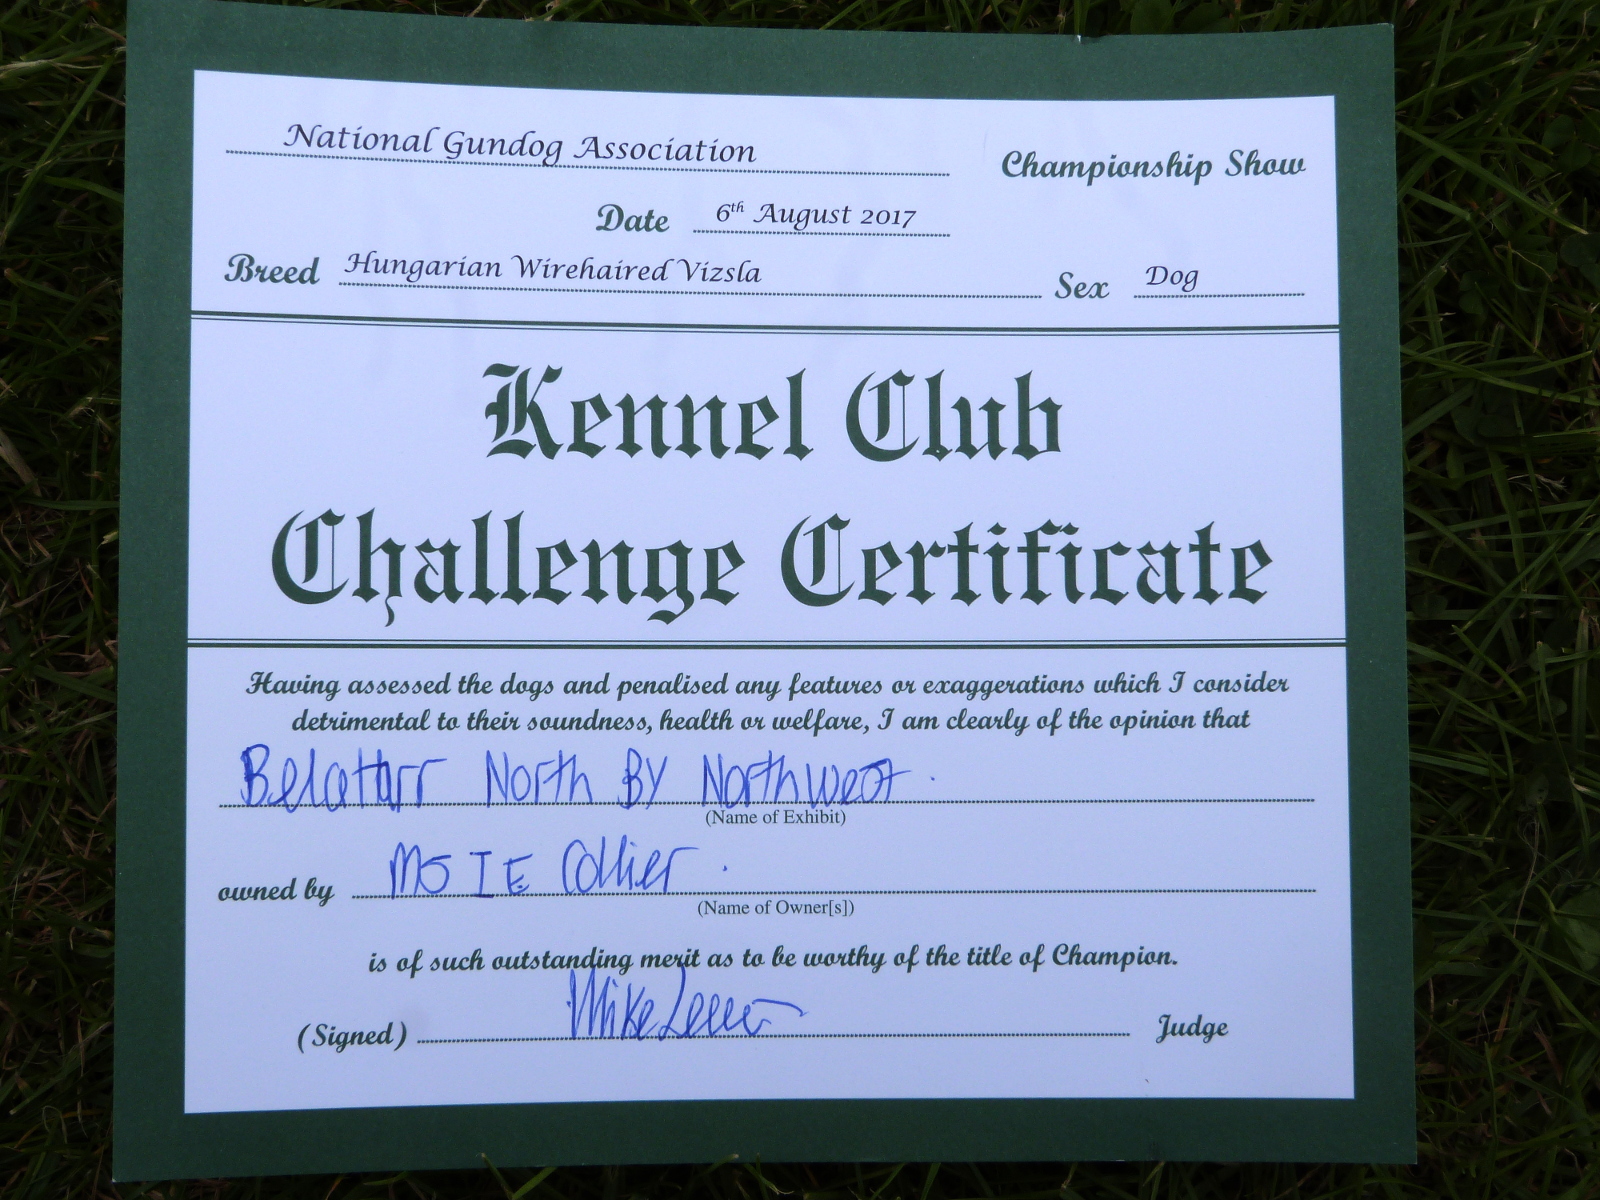 National Gundog Association Championship Show
Date 6th August 2017
Breed Hungarian Wirehaired Vizsla Sex Dog
Kennel Club
Challenge Certificate
Having assessed the dogs and penalised any features or exaggerations which I consider
detrimental to their soundness, health or welfare, I am clearly of the opinion that
Belatarr North By Northwest.
(Name of Exhibit)
owned by Ms I E Collier.
(Name of Owner[s])
is of such outstanding merit as to be worthy of the title of Champion.
(Signed) Mike Judge